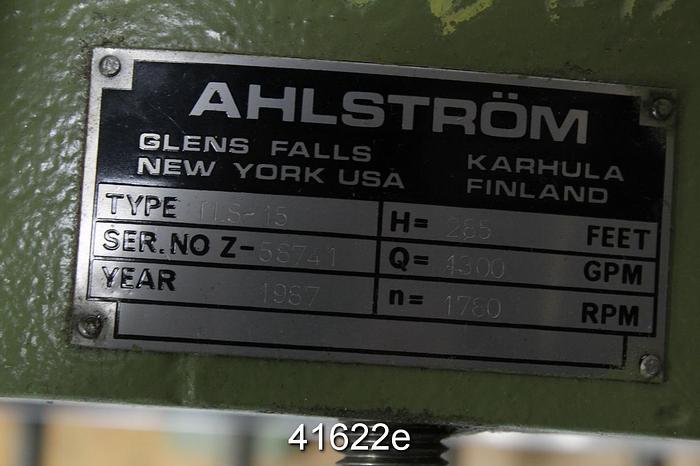 AHLSTRÖM
GLENS FALLS
NEW YORK USA
KARHULA
FINLAND
TYPE TLS-15
SER.NO Z-58741
YEAR 1987
H= 285 FEET
Q= 4300 GPM
n= 1780 RPM
41622e